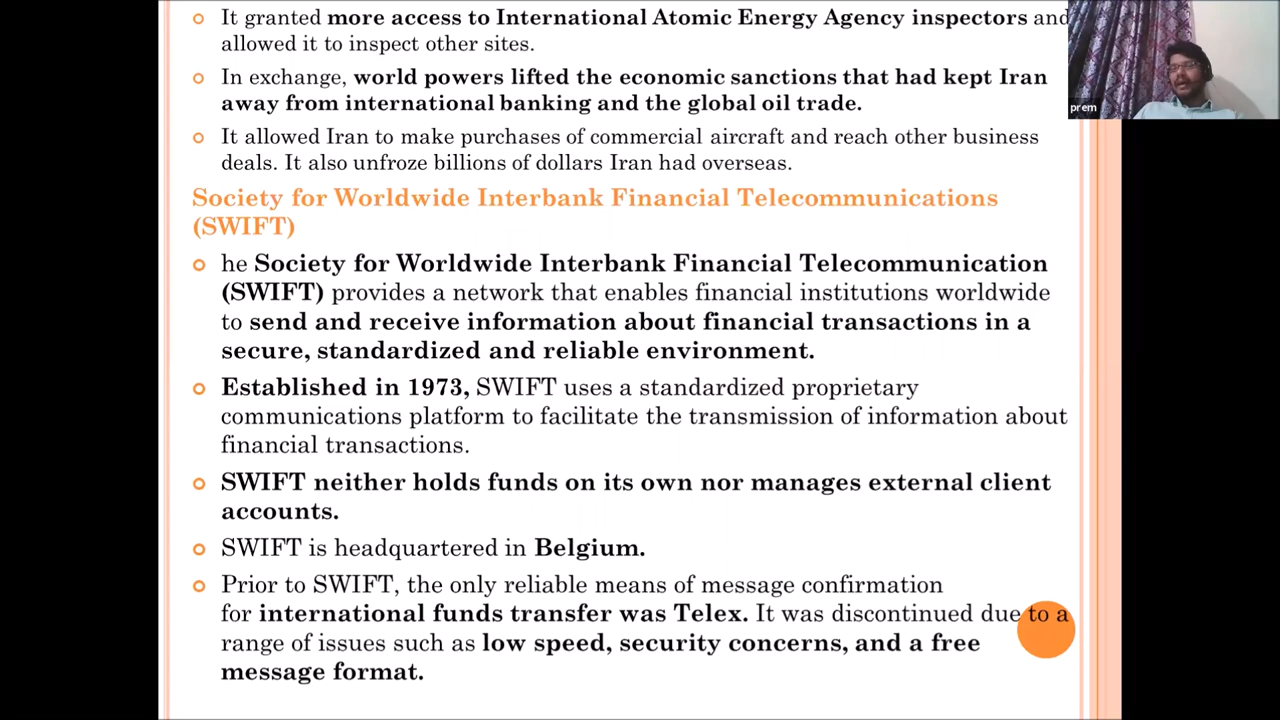 It granted more access to International Atomic Energy Agency inspectors and
allowed it to inspect other sites.
In exchange, world powers lifted the economic sanctions that had kept Iran
away from international banking and the global oil trade.
It allowed Iran to make purchases of commercial aircraft and reach other business
deals. It also unfroze billions of dollars Iran had overseas.
Society for Worldwide Interbank Financial Telecommunications
(SWIFT)
he Society for Worldwide Interbank Financial Telecommunication
(SWIFT) provides a network that enables financial institutions worldwide
to send and receive information about financial transactions in a
secure, standardized and reliable environment.
Established in 1973, SWIFT uses a standardized proprietary
communications platform to facilitate the transmission of information about
financial transactions.
SWIFT neither holds funds on its own nor manages external client
accounts.
SWIFT is headquartered in Belgium.
Prior to SWIFT, the only reliable means of message confirmation
for international funds transfer was Telex. It was discontinued due to a
range of issues such as low speed, security concerns, and a free
message format.
prem